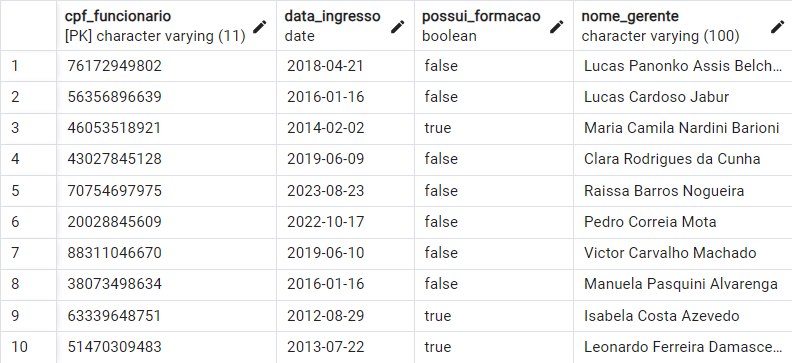 cpf_funcionario data_ingresso possui_formacao nome_gerente
[PK] character varying (11) date boolean character varying (100)
1 76172949802 2018-04-21 false Lucas Panonko Assis Belch...
2 56356896639 2016-01-16 false Lucas Cardoso Jabur
3 46053518921 2014-02-02 true Maria Camila Nardini Barioni
4 43027845128 2019-06-09 false Clara Rodrigues da Cunha
5 70754697975 2023-08-23 false Raissa Barros Nogueira
6 20028845609 2022-10-17 false Pedro Correia Mota
7 88311046670 2019-06-10 false Victor Carvalho Machado
8 38073498634 2016-01-16 false Manuela Pasquini Alvarenga
9 63339648751 2012-08-29 true Isabela Costa Azevedo
10 51470309483 2013-07-22 true Leonardo Ferreira Damasce...